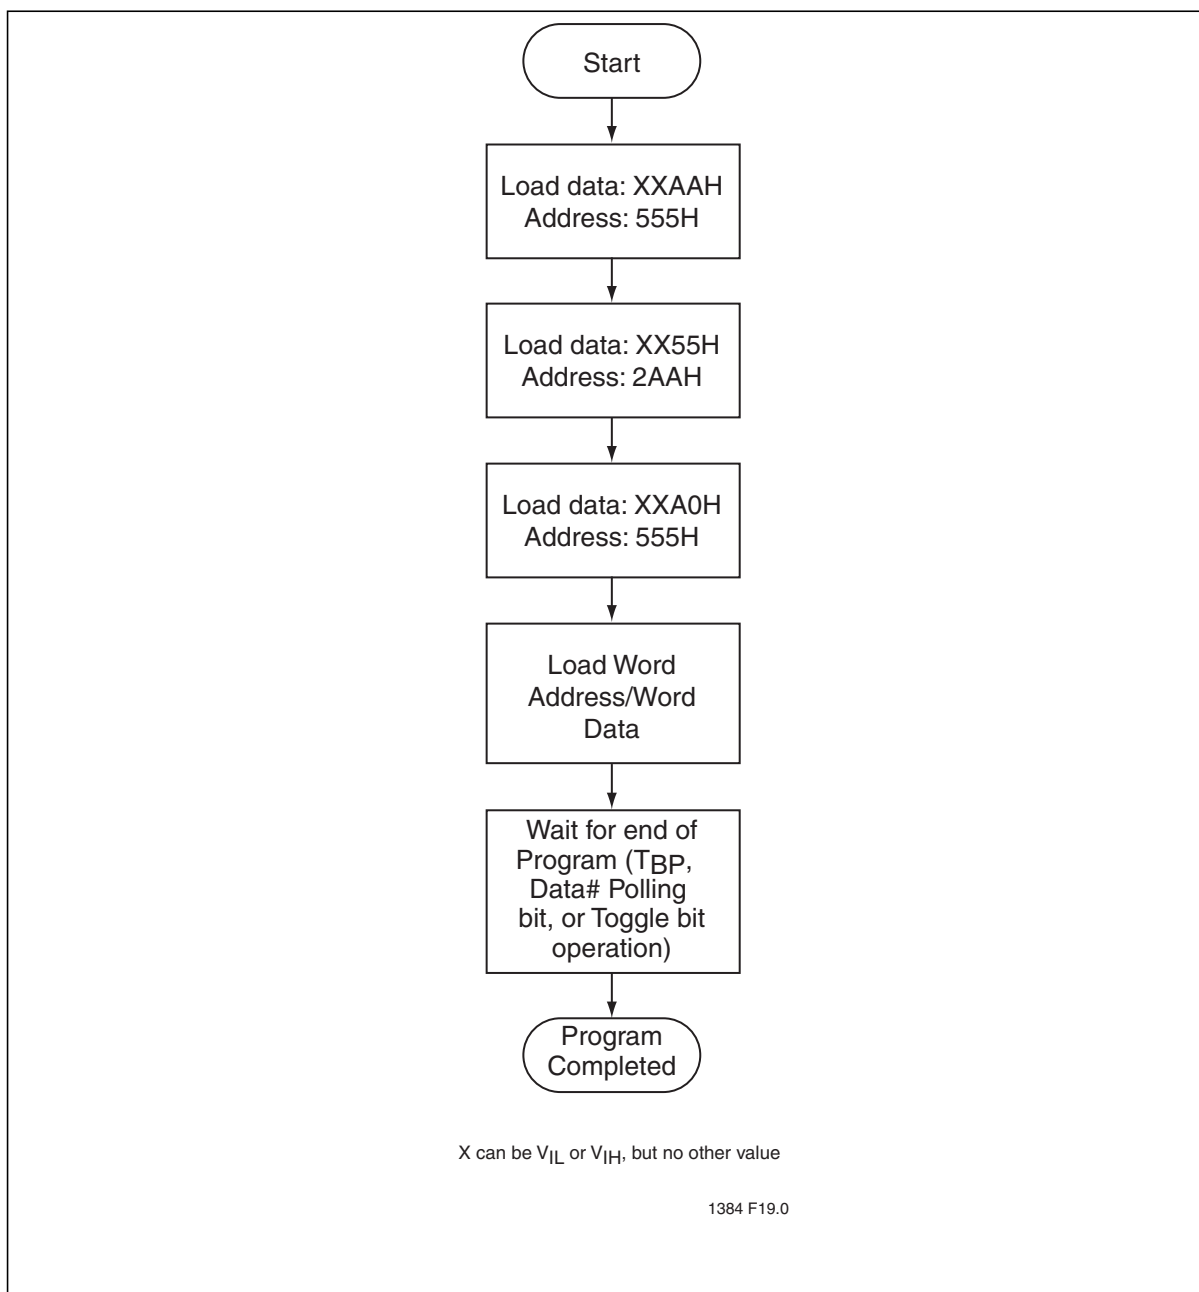 Start
Load data: XXAAH
Address: 555H
Load data: XX55H
Address: 2AAH
Load data: XXA0H
Address: 555H
Load Word
Address/Word
Data
Wait for end of
Program (TBP,
Data# Polling
bit, or Toggle bit
operation)
Program
Completed
X can be VIL or VIH, but no other value
1384 F19.0